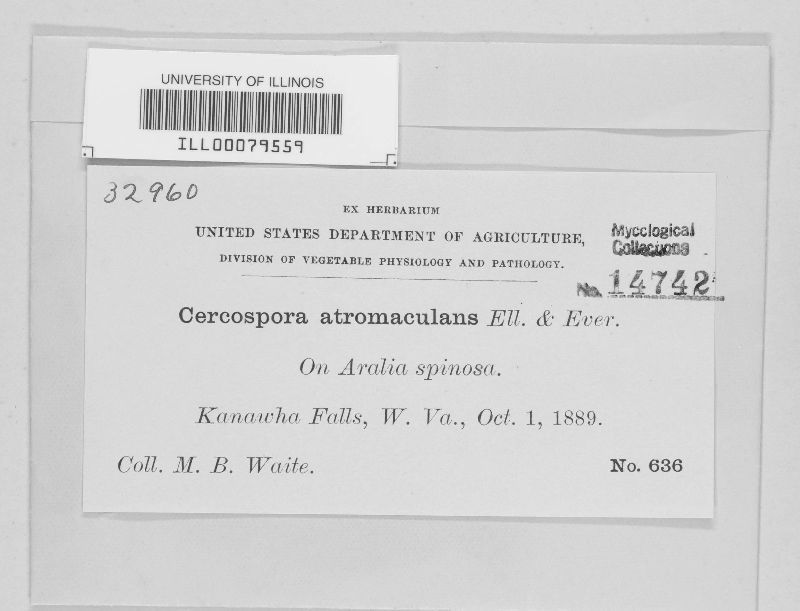 UNIVERSITY OF ILLINOIS
ILL00079559
32960
EX HERBARIUM
UNITED STATES DEPARTMENT OF AGRICULTURE,
DIVISION OF VEGETABLE PHYSIOLOGY AND PATHOLOGY.
Mycological
Collections
No. 14742
Cercospora atromaculans Ell. & Ever.
On Aralia spinosa.
Kanawha Falls, W. Va., Oct. 1, 1889.
Coll. M. B. Waite.
No. 636